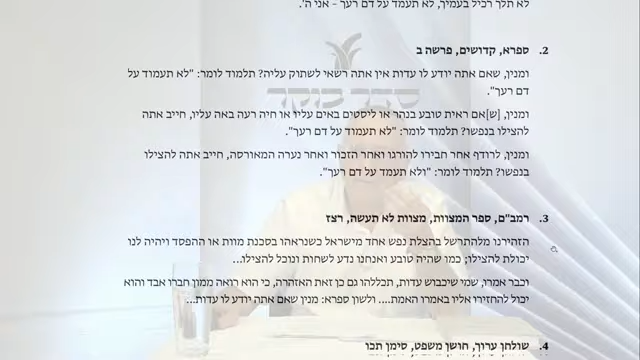 לא תלך רכיל בעמיך, לא תעמד על דם רעך – אני ה'.
2. ספרא, קדושים, פרשה ב
ומנין, שאם אתה יודע לו עדות אין אתה רשאי לשתוק עליה? תלמוד לומר: "לא תעמוד על
דם רעך".
ומנין, [ש]אם ראית טובע בנהר או ליסטים באים עליו או חיה רעה באה עליו, חייב אתה
להצילו בנפשו? תלמוד לומר: "לא תעמוד על דם רעך".
ומנין, לרודף אחר חבירו להורגו ואחר הזכור ואחר נערה המאורסה, חייב אתה להצילו
בנפשו? תלמוד לומר: "ולא תעמד על דם רעך".
3. רמב"ם, ספר המצוות, מצוות לא תעשה, רצז
הזהירנו מלהתרשל בהצלת נפש אחד מישראל כשנראהו בסכנת מוות או ההפסד ויהיה לנו
יכולת להצילו; כמו שהיה טובע ואנחנו נדע לשחות ונוכל להצילו...
וכבר אמרו, שמי שיכבוש עדות, תכללהו גם כן זאת האזהרה, כי הוא רואה ממון חברו אבד והוא
יכול להחזירו אליו באמרו האמת.... ולשון ספרא: מנין שאם אתה יודע לו עדות...
4. שולחן ערוך, חושן משפט, סימן תכו